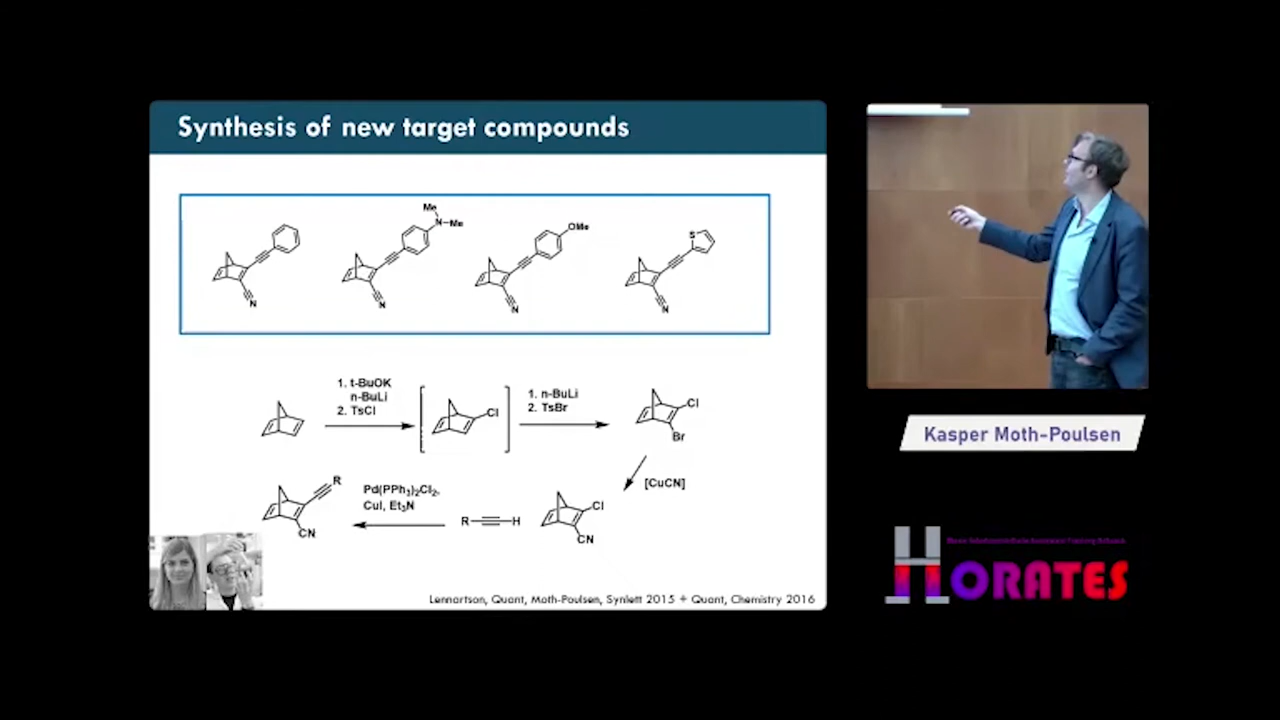 Synthesis of new target compounds
Me
N-Me
N
N
OMe
N
S
N
1. t-BuOK
n-BuLi
2. TsCl
Cl
1. n-BuLi
2. TsBr
Cl
Br
[CuCN]
R
CN
Pd(PPh3)2Cl2,
CuI, Et3N
R
H
Cl
CN
Lennartson, Quant, Moth-Poulsen, Synlett 2015 + Quant, Chemistry 2016
Kasper Moth-Poulsen
HORATES